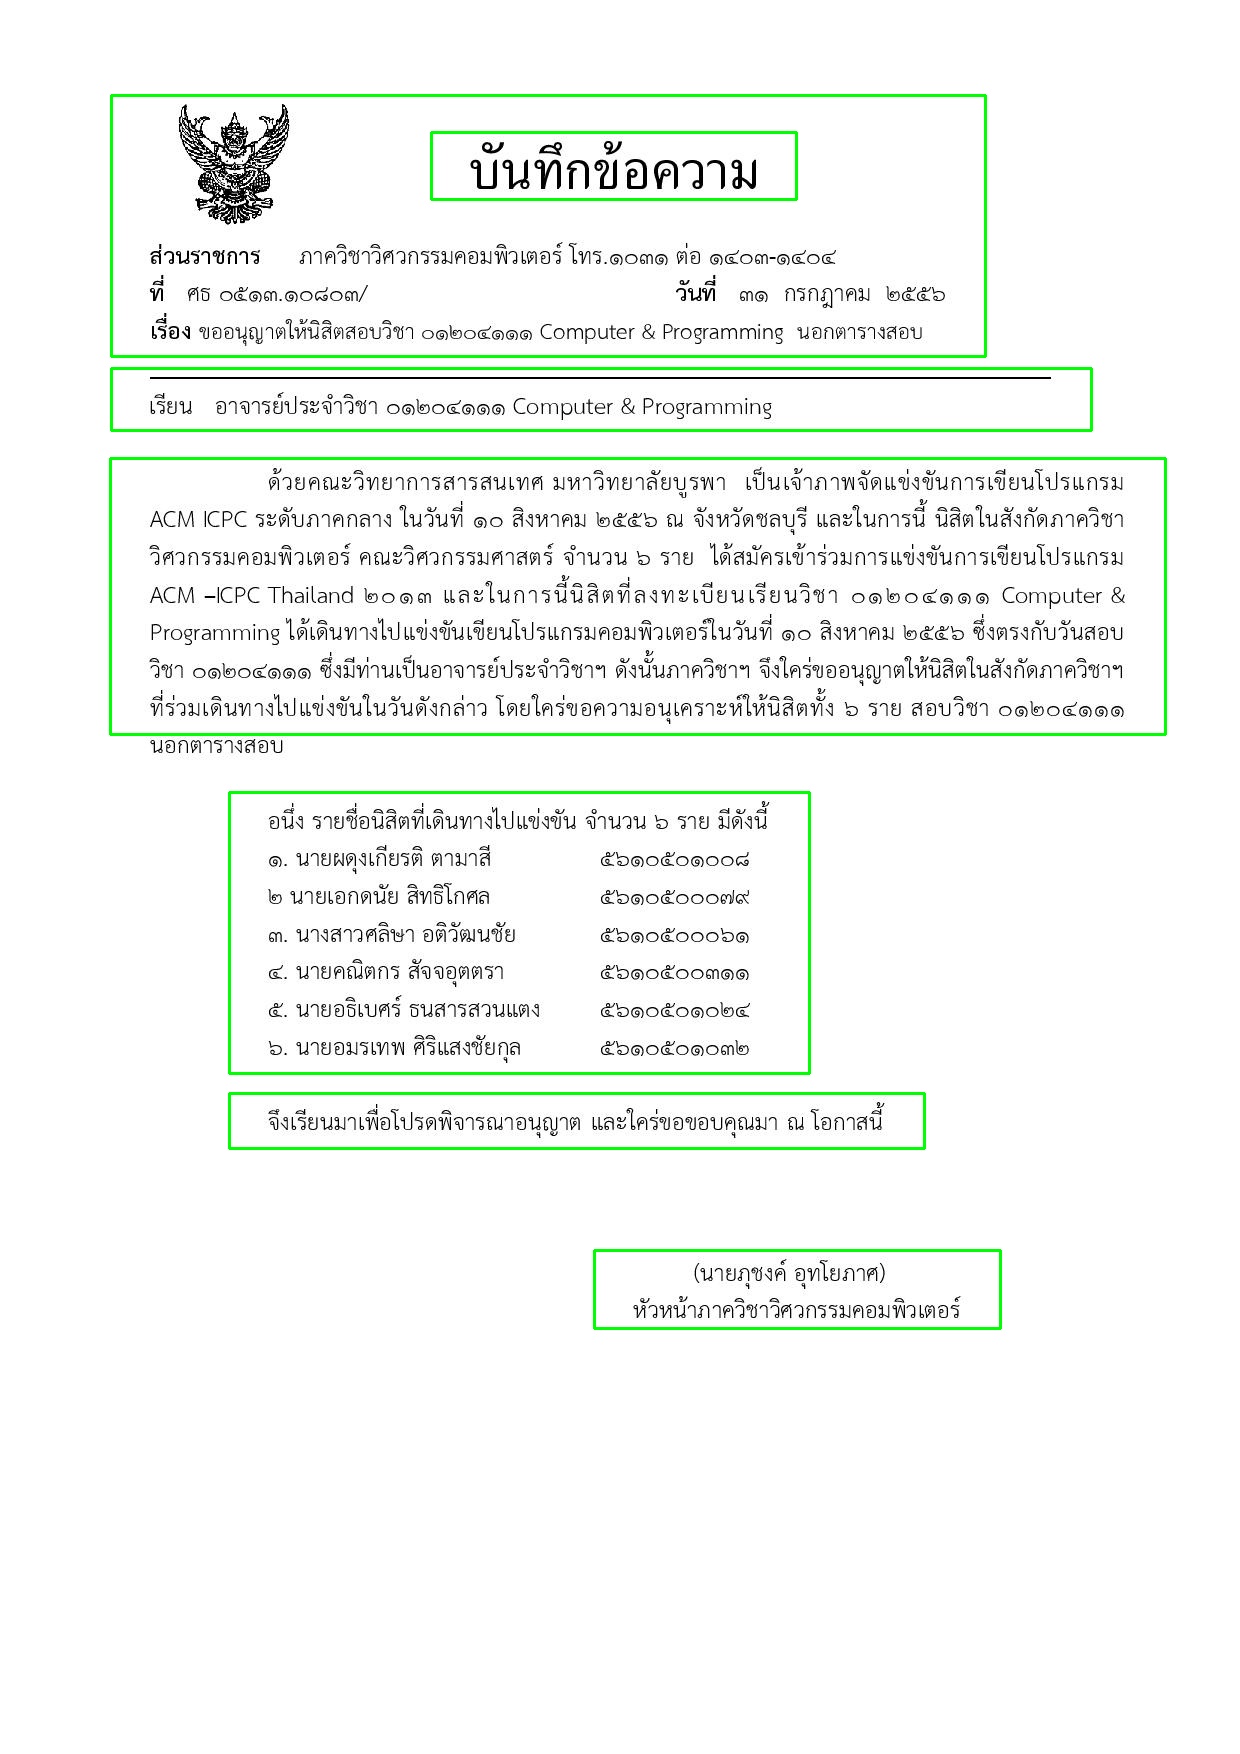 บันทึกข้อความ
ส่วนราชการ ภาควิชาวิศวกรรมคอมพิวเตอร์ โทร.๑๐๓๑ ต่อ ๑๔๐๓-๑๔๐๔
ที่ ศธ ๐๕๑๓.๑๐๘๐๓/ วันที่ ๓๑ กรกฎาคม ๒๕๕๖
เรื่อง ขออนุญาตให้นิสิตสอบวิชา ๐๑๒๐๔๑๑๑ Computer & Programming นอกตารางสอบ
เรียน อาจารย์ประจำวิชา ๐๑๒๐๔๑๑๑ Computer & Programming
ด้วยคณะวิทยาการสารสนเทศ มหาวิทยาลัยบูรพา เป็นเจ้าภาพจัดแข่งขันการเขียนโปรแกรม
ACM ICPC ระดับภาคกลาง ในวันที่ ๑๐ สิงหาคม ๒๕๕๖ ณ จังหวัดชลบุรี และในการนี้ นิสิตในสังกัดภาควิชา
วิศวกรรมคอมพิวเตอร์ คณะวิศวกรรมศาสตร์ จำนวน ๖ ราย ได้สมัครเข้าร่วมการแข่งขันการเขียนโปรแกรม
ACM –ICPC Thailand ๒๐๑๓ และในการนี้นิสิตที่ลงทะเบียนเรียนวิชา ๐๑๒๐๔๑๑๑ Computer &
Programming ได้เดินทางไปแข่งขันเขียนโปรแกรมคอมพิวเตอร์ในวันที่ ๑๐ สิงหาคม ๒๕๕๖ ซึ่งตรงกับวันสอบ
วิชา ๐๑๒๐๔๑๑๑ ซึ่งมีท่านเป็นอาจารย์ประจำวิชาฯ ดังนั้นภาควิชาฯ จึงใคร่ขออนุญาตให้นิสิตในสังกัดภาควิชาฯ
ที่ร่วมเดินทางไปแข่งขันในวันดังกล่าว โดยใคร่ขอความอนุเคราะห์ให้นิสิตทั้ง ๖ ราย สอบวิชา ๐๑๒๐๔๑๑๑
นอกตารางสอบ
อนึ่ง รายชื่อนิสิตที่เดินทางไปแข่งขัน จำนวน ๖ ราย มีดังนี้
๑. นายผดุงเกียรติ ตามาสี ๕๖๑๐๕๐๑๐๐๘
๒ นายเอกดนัย สิทธิโกศล ๕๖๑๐๕๐๐๐๗๙
๓. นางสาวศลิษา อติวัฒนชัย ๕๖๑๐๕๐๐๐๖๑
๔. นายคณิตกร สัจจอุตตรา ๕๖๑๐๕๐๐๓๑๑
๕. นายอธิเบศร์ ธนสารสวนแตง ๕๖๑๐๕๐๑๐๒๔
๖. นายอมรเทพ ศิริแสงชัยกุล ๕๖๑๐๕๐๑๐๓๒
จึงเรียนมาเพื่อโปรดพิจารณาอนุญาต และใคร่ขอขอบคุณมา ณ โอกาสนี้
(นายภุชงค์ อุทโยภาศ)
หัวหน้าภาควิชาวิศวกรรมคอมพิวเตอร์